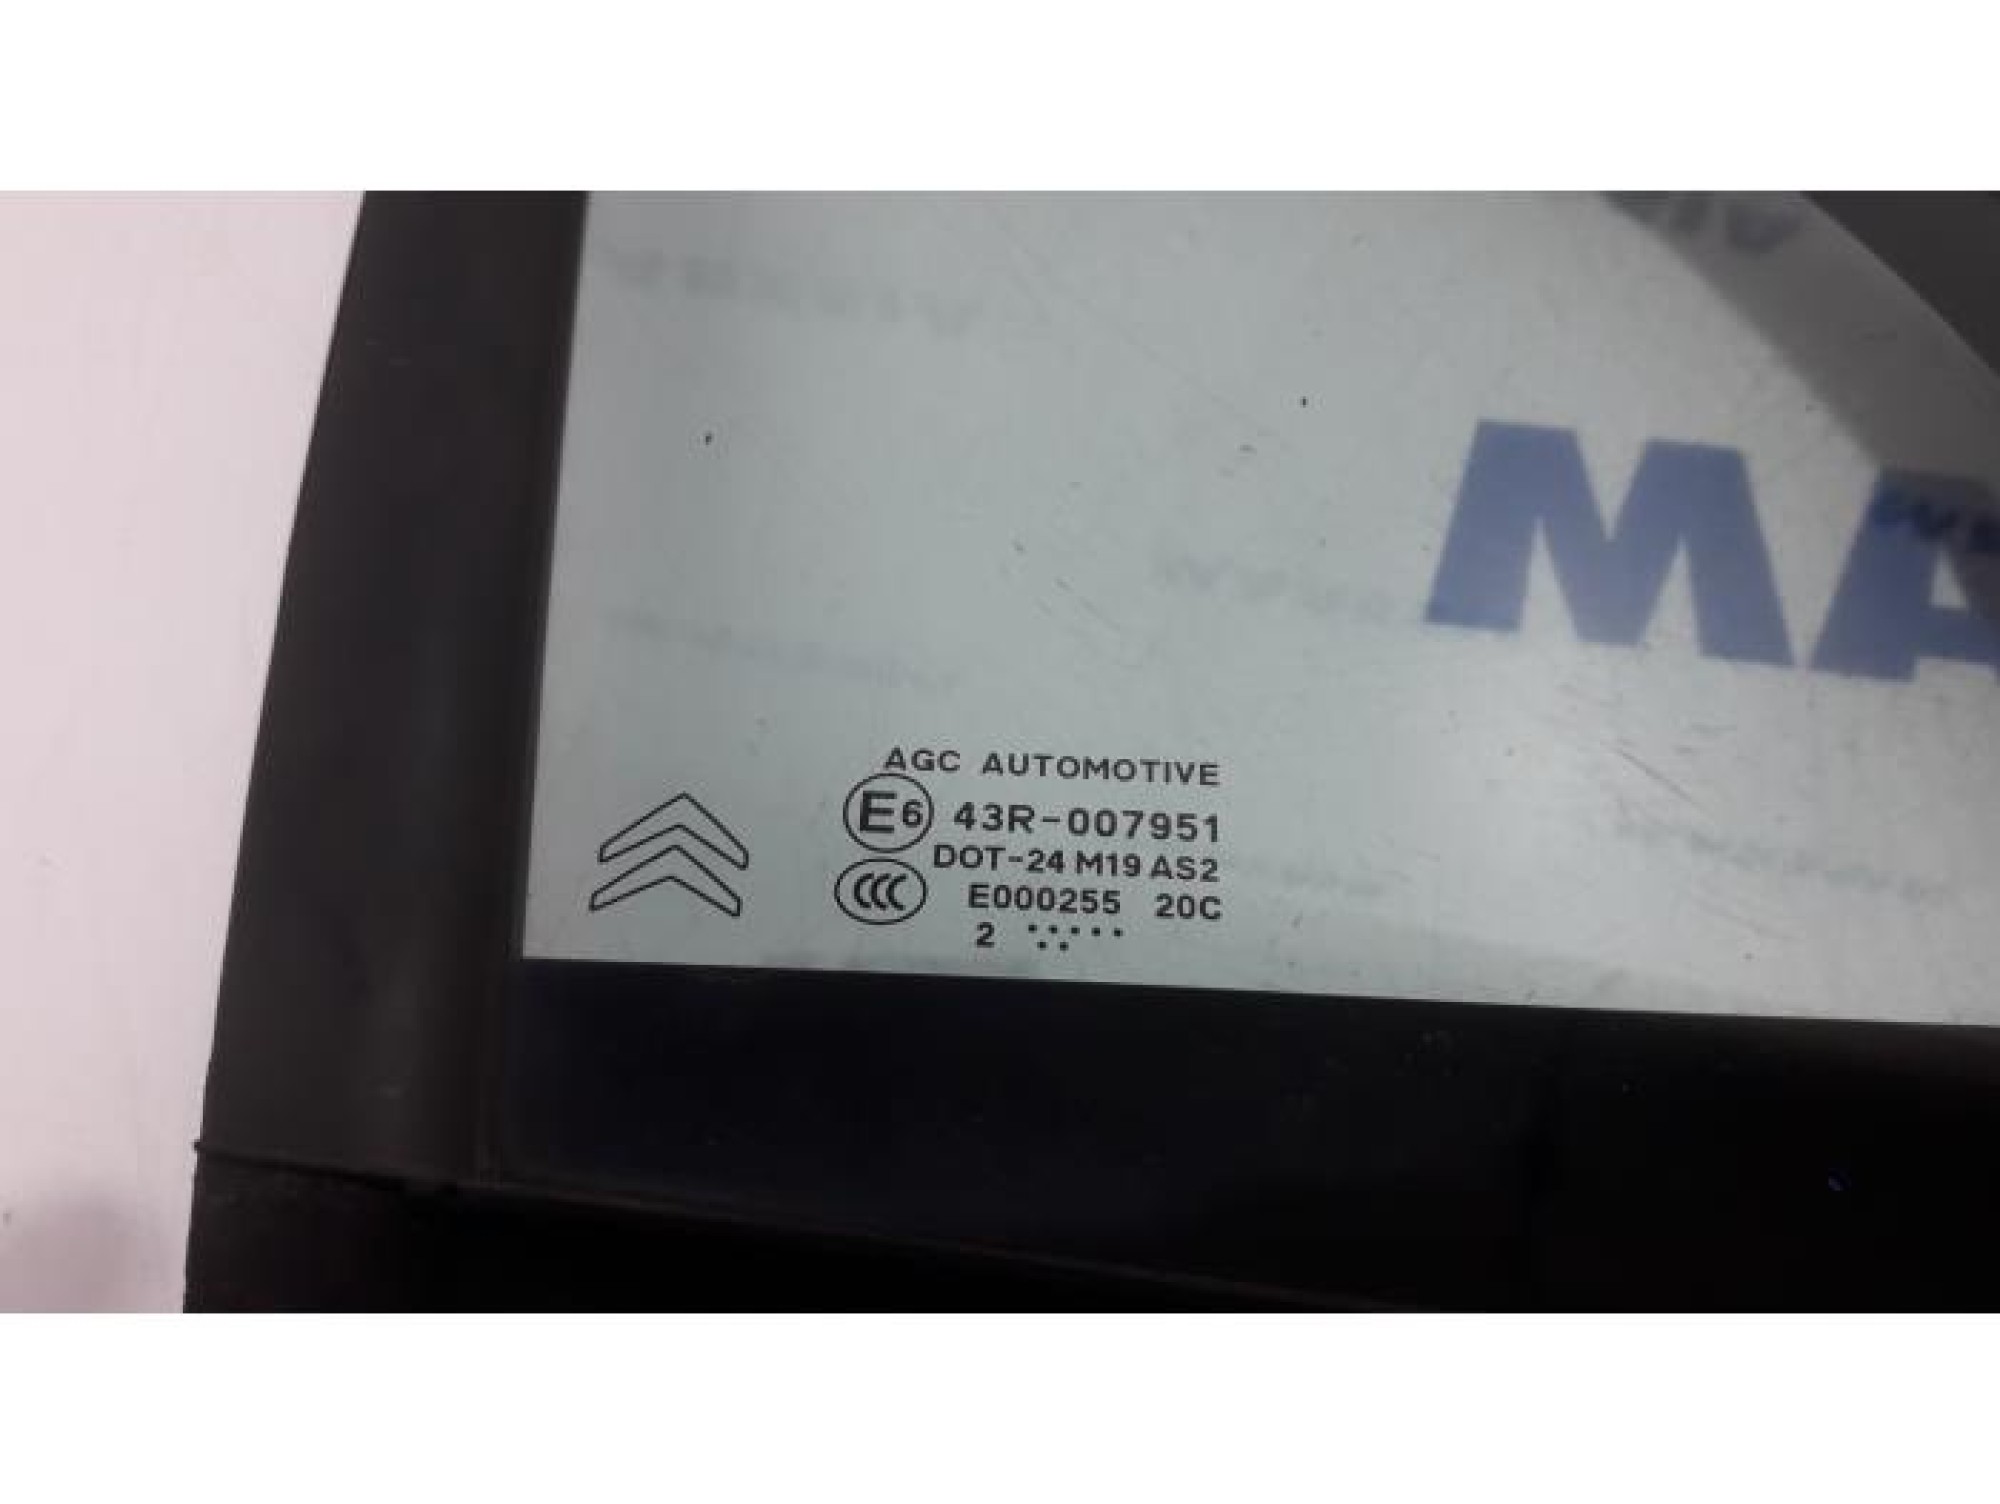 MA
AGC AUTOMOTIVE
E6 43R-007951
DOT-24 M19 AS2
CCC E000255 20C
2 ∙.∙.∙∙∙